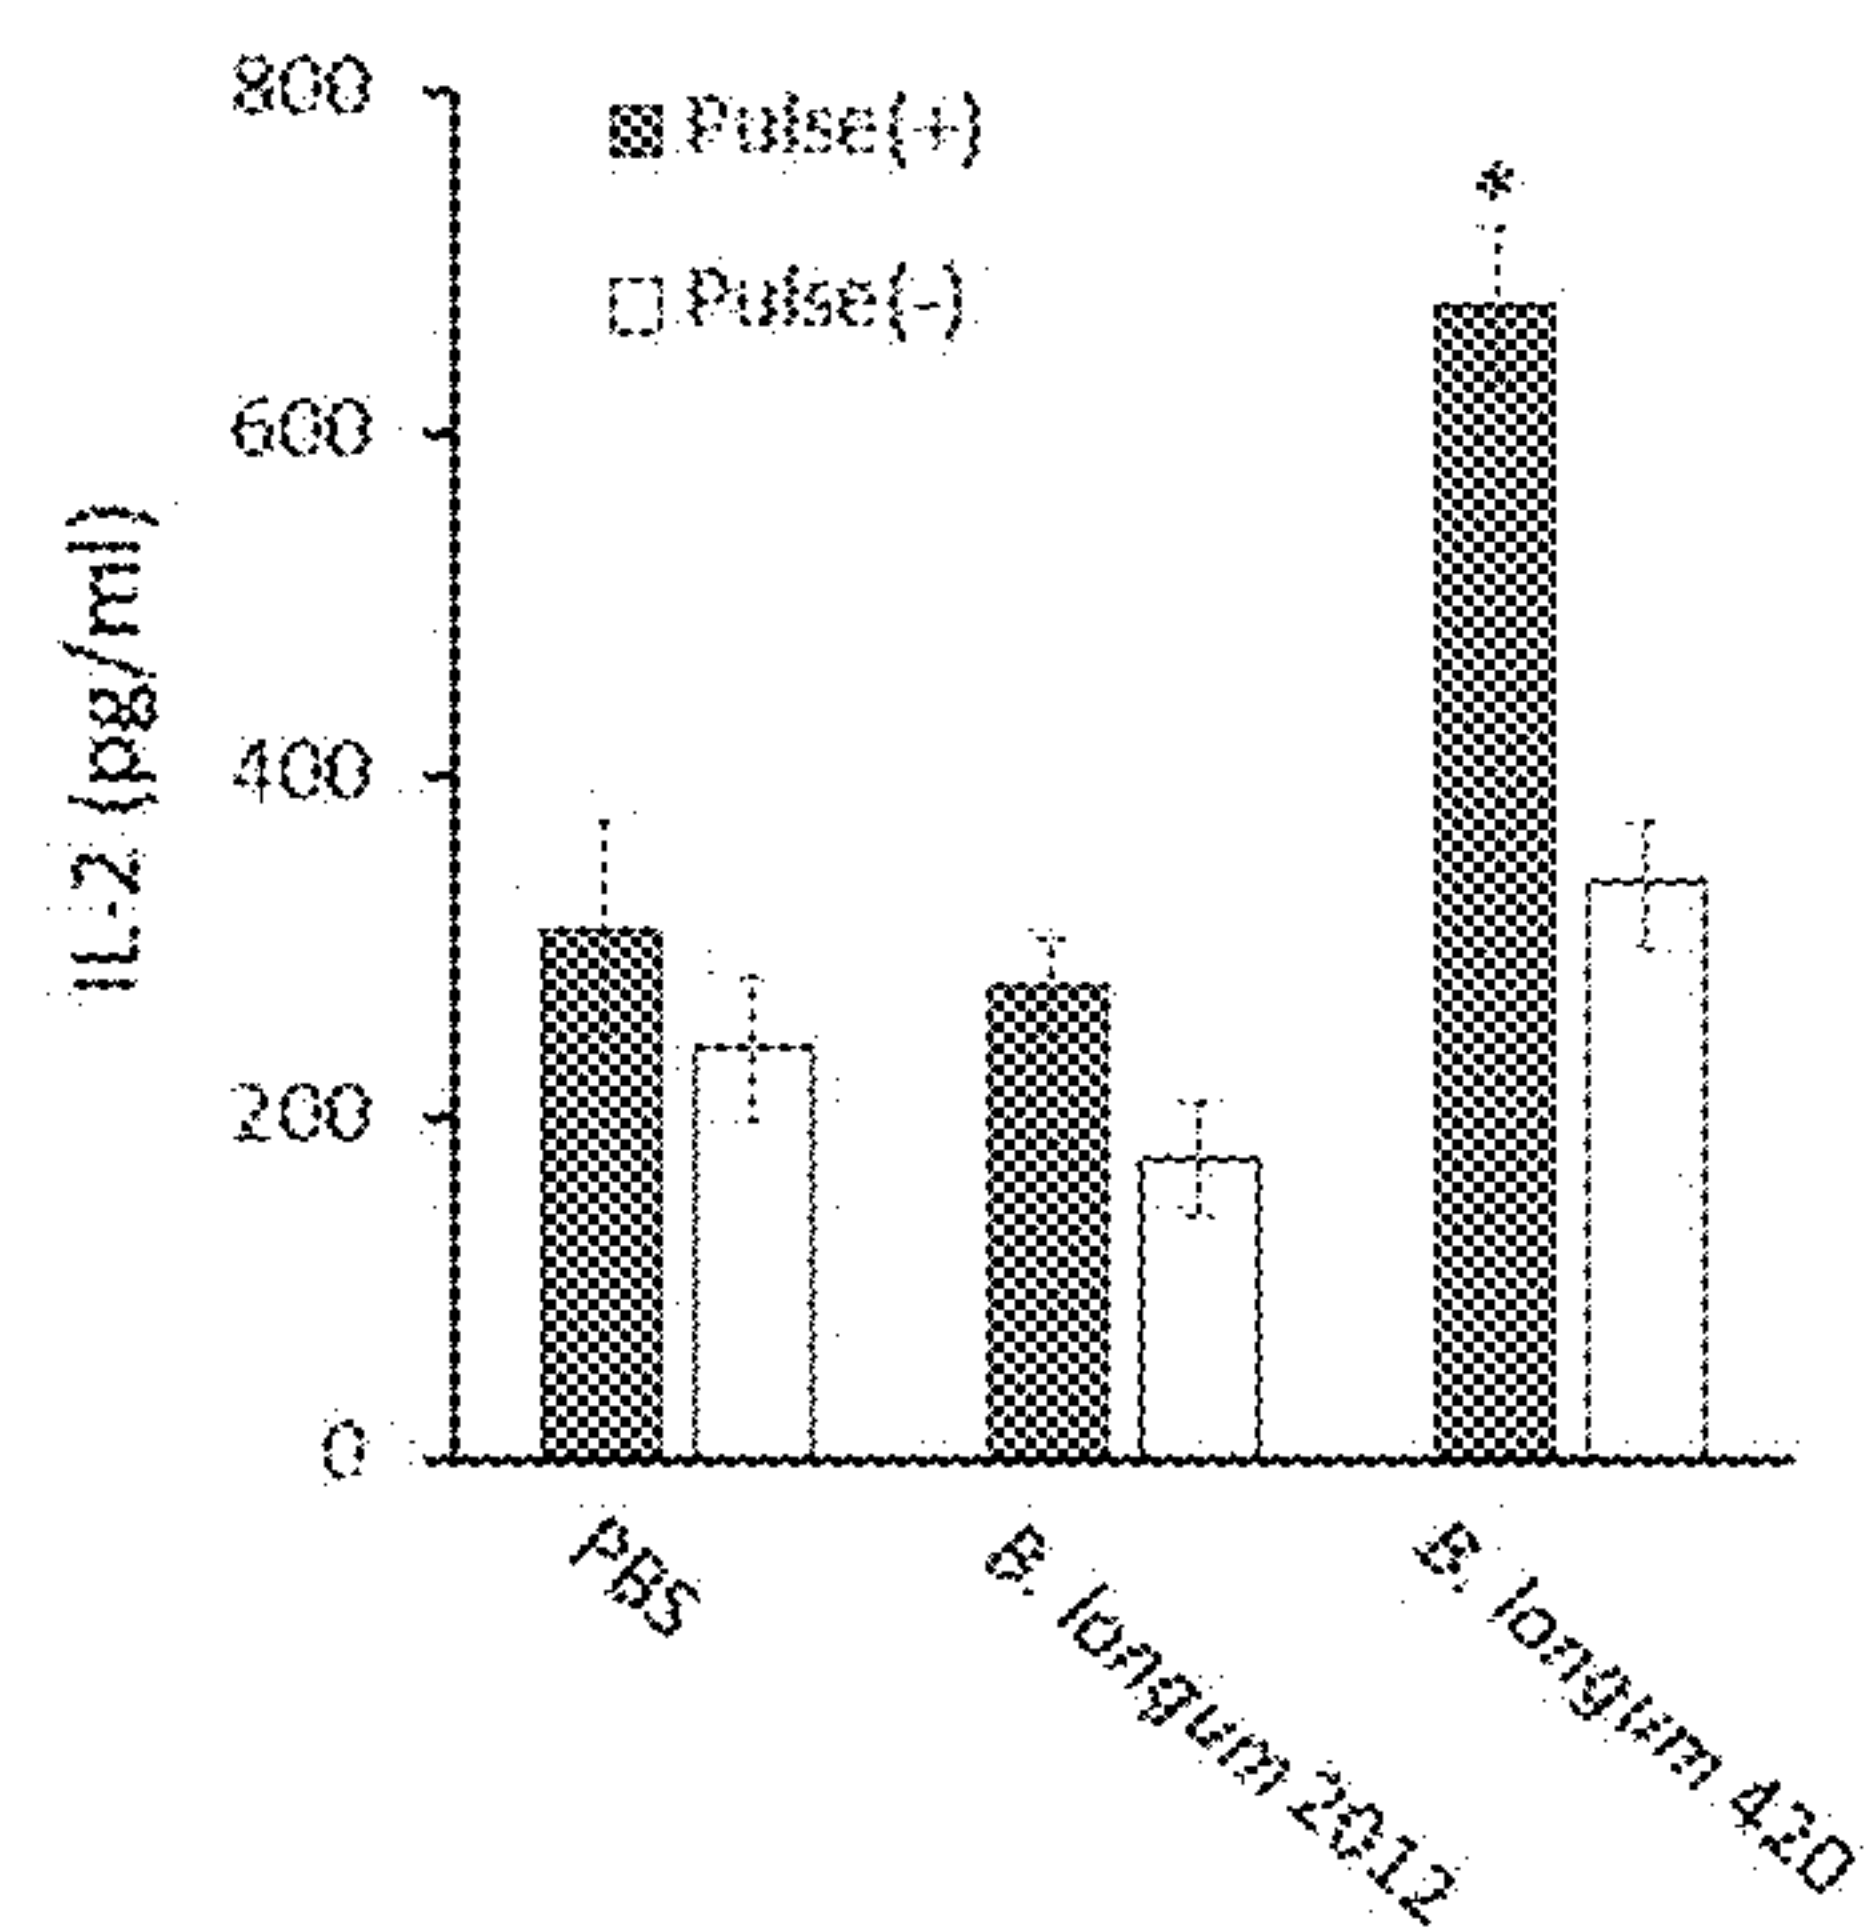 800
Pulse(+)
*
Pulse(-)
600
IL-2 (pg/ml)
400
200
0
PBS
B. longum 2012
B. longum 420